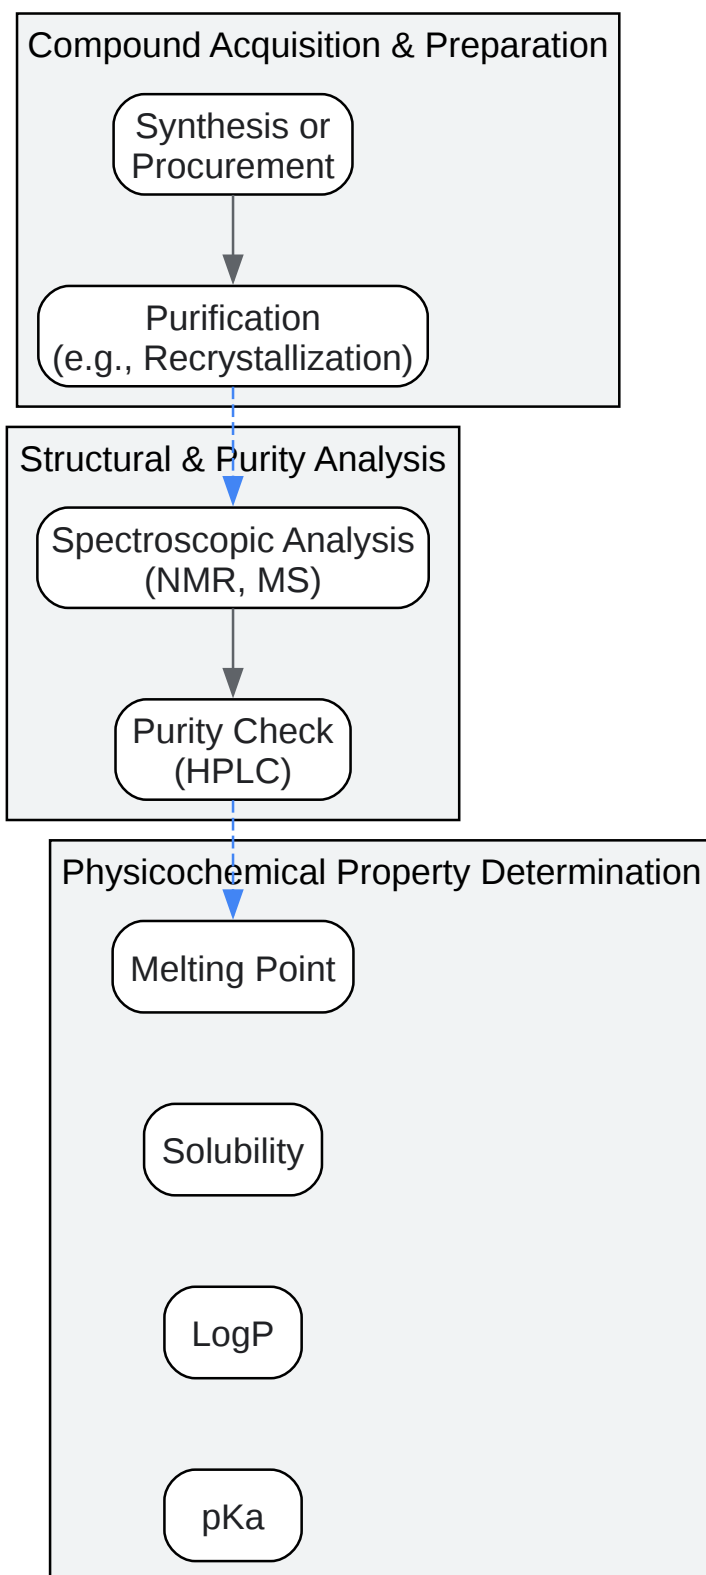 Compound Acquisition & Preparation
Synthesis or
Procurement
Purification
(e.g., Recrystallization)
Structural & Purity Analysis
Spectroscopic Analysis
(NMR, MS)
Purity Check
(HPLC)
Physicochemical Property Determination
Melting Point
Solubility
LogP
pKa